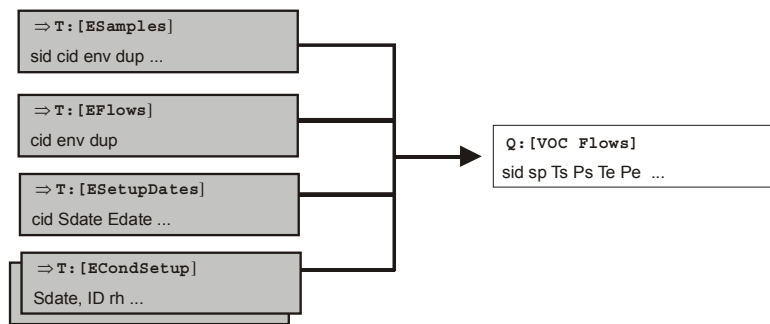 ⇒ T:[ESamples]
sid cid env dup ...
⇒ T:[EFlows]
cid env dup
⇒ T:[ESetupDates]
cid Sdate Edate ...
⇒ T:[ECondSetup]
Sdate, ID rh ...
Q:[VOC Flows]
sid sp Ts Ps Te Pe ...